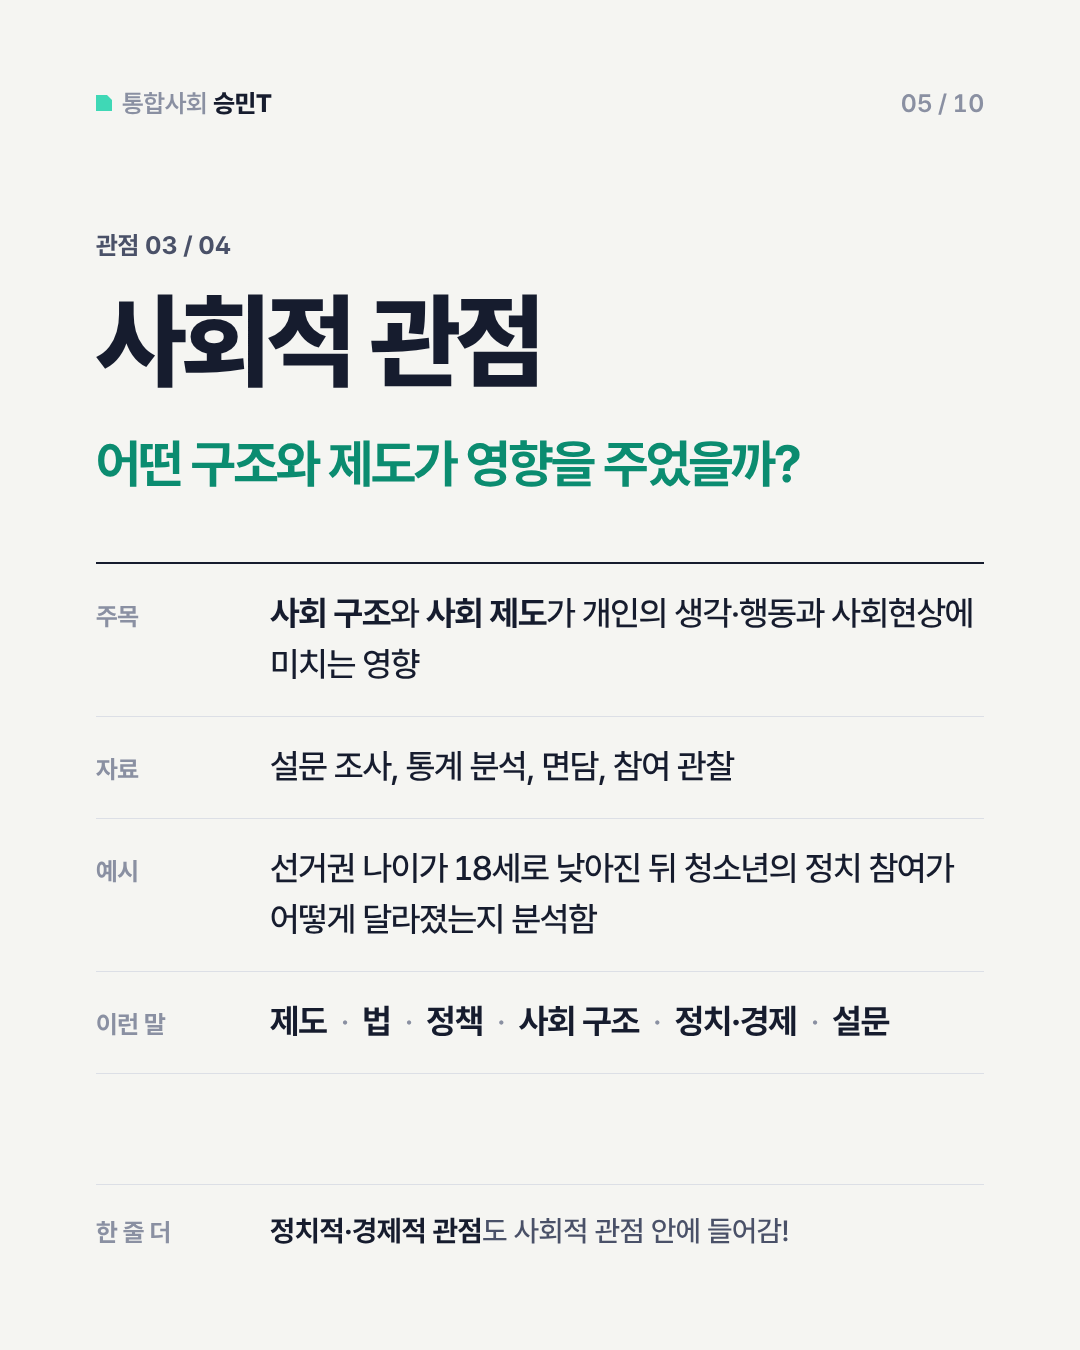 통합사회 승민T
05 / 10
관점 03 / 04
사회적 관점
어떤 구조와 제도가 영향을 주었을까?
주목
사회 구조와 사회 제도가 개인의 생각·행동과 사회현상에
미치는 영향
자료
설문 조사, 통계 분석, 면담, 참여 관찰
예시
선거권 나이가 18세로 낮아진 뒤 청소년의 정치 참여가
어떻게 달라졌는지 분석함
이런 말
제도 · 법 · 정책 · 사회 구조 · 정치·경제 · 설문
한 줄 더
정치적·경제적 관점도 사회적 관점 안에 들어감!